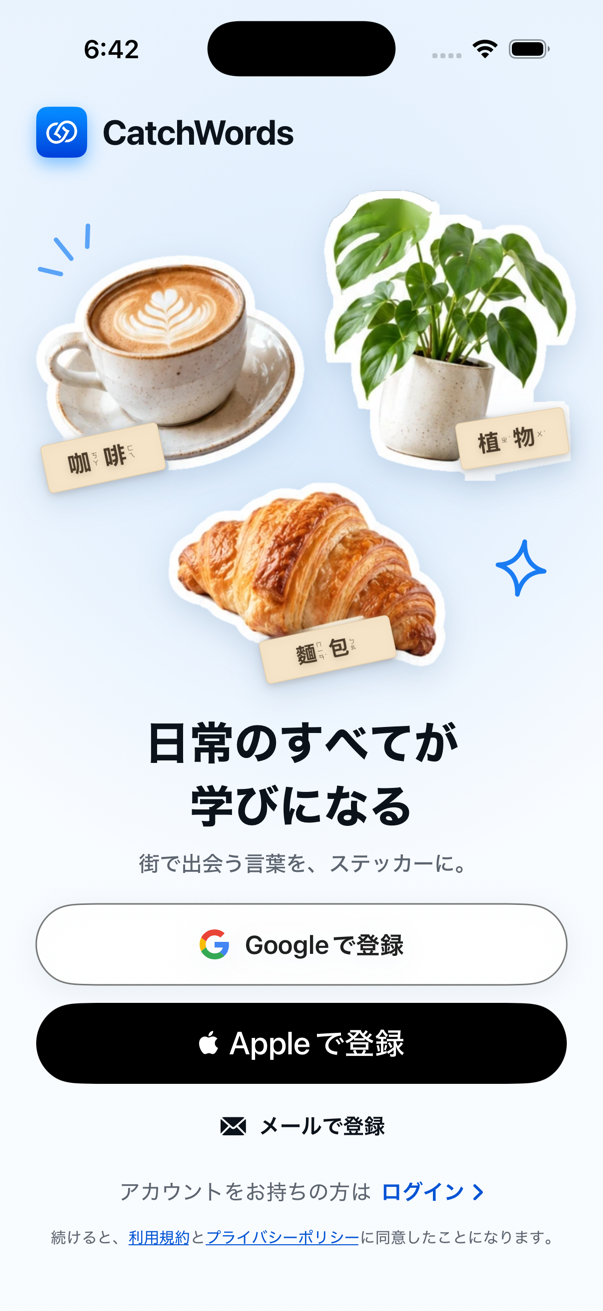 6:42
CatchWords
咖啡
植物
麵包
日常のすべてが
学びになる
街で出会う言葉を、ステッカーに。
Googleで登録
Appleで登録
メールで登録
アカウントをお持ちの方は ログイン
続けると、利用規約とプライバシーポリシーに同意したことになります。